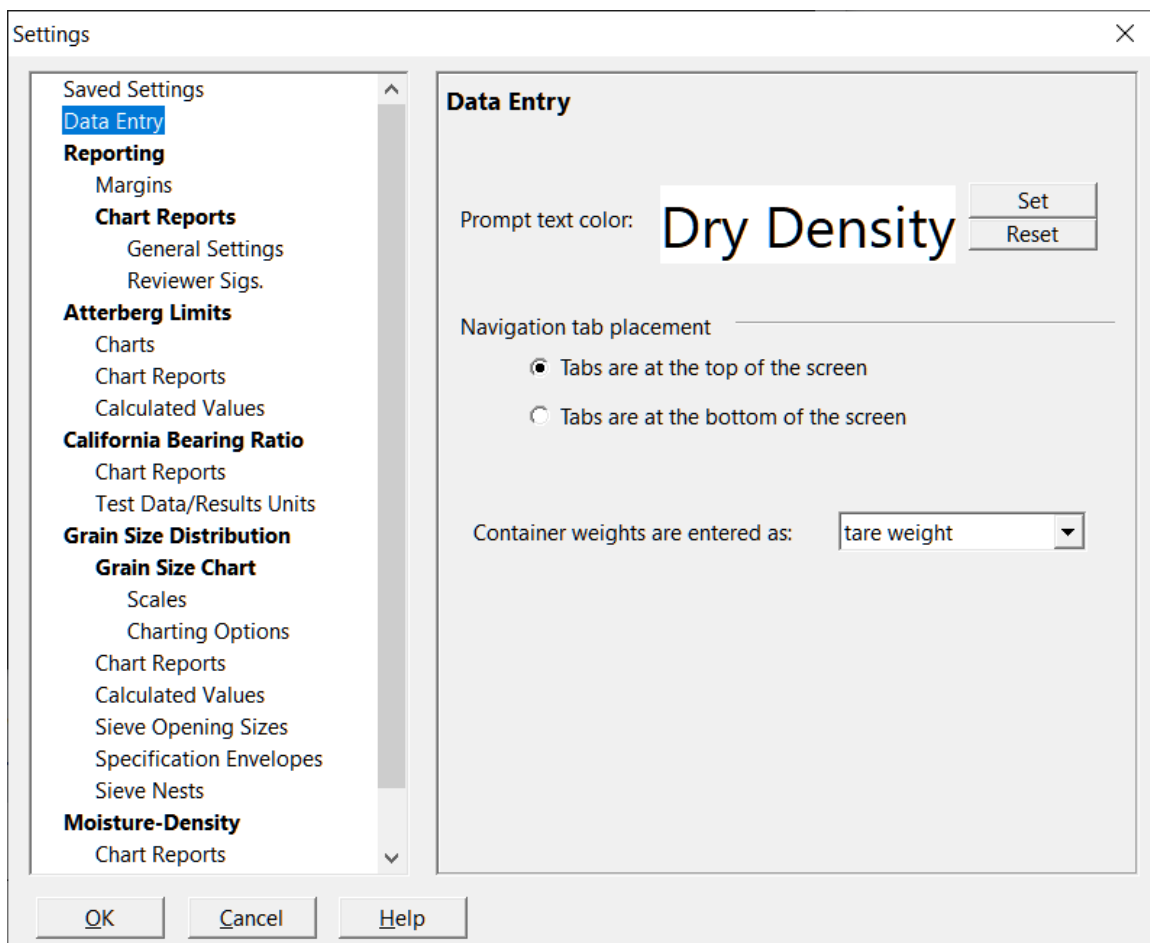 Settings
Saved Settings
Data Entry
Reporting
Margins
Chart Reports
General Settings
Reviewer Sigs.
Atterberg Limits
Charts
Chart Reports
Calculated Values
California Bearing Ratio
Chart Reports
Test Data/Results Units
Grain Size Distribution
Grain Size Chart
Scales
Charting Options
Chart Reports
Calculated Values
Sieve Opening Sizes
Specification Envelopes
Sieve Nests
Moisture-Density
Chart Reports
Data Entry
Prompt text color:
Dry Density
Set
Reset
Navigation tab placement
Tabs are at the top of the screen
Tabs are at the bottom of the screen
Container weights are entered as: tare weight
OK Cancel Help